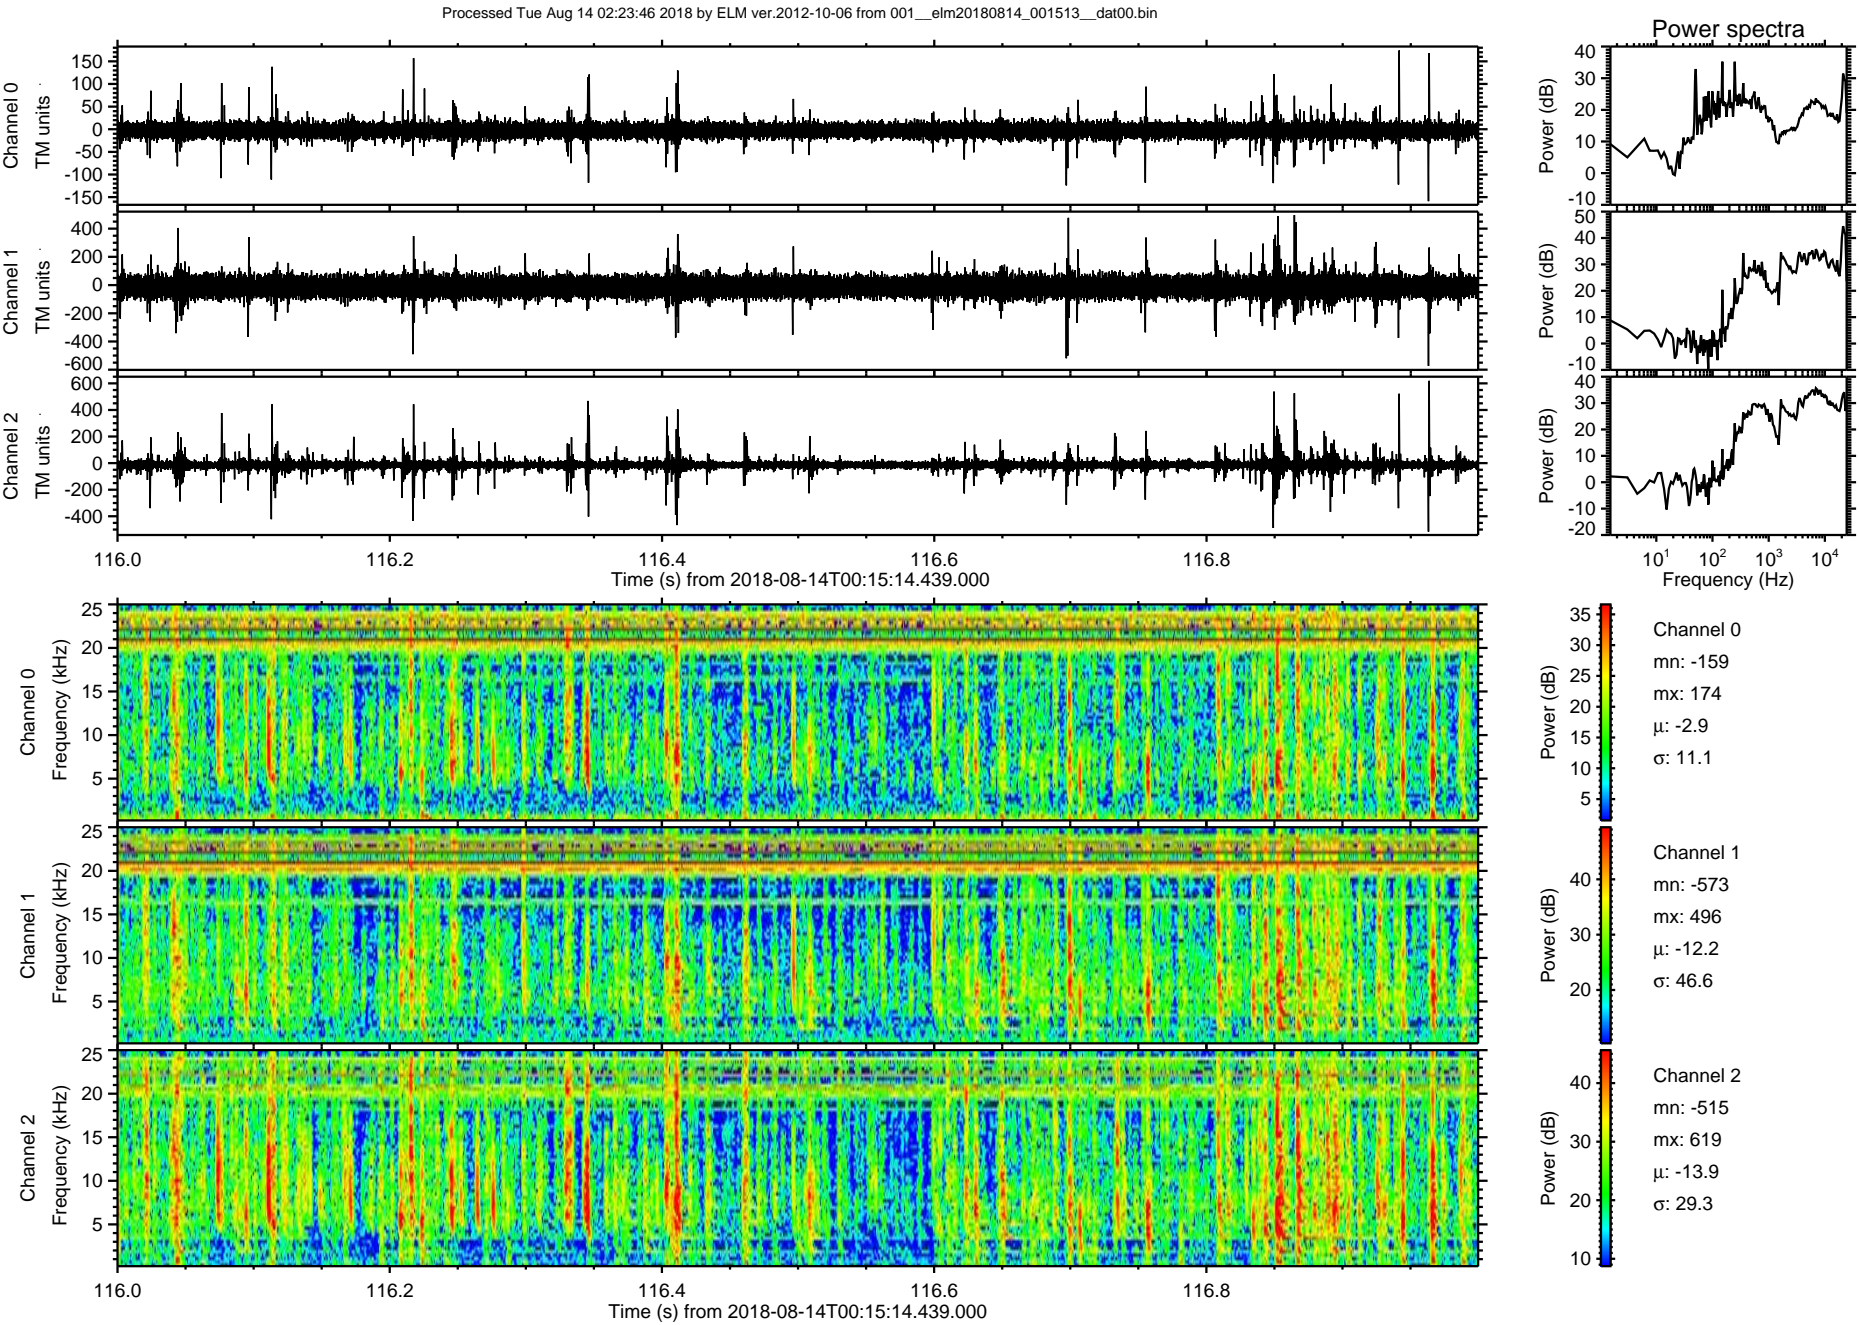 Processed Tue Aug 14 02:23:46 2018 by ELM ver.2012-10-06 from 001__elm20180814_001513__dat00.bin
Power spectra
Channel 0
TM units
150
100
50
0
-50
-100
-150
Power (dB)
40
30
20
10
0
-10
Channel 1
TM units
400
200
0
-200
-400
-600
Power (dB)
50
40
30
20
10
0
-10
Channel 2
TM units
600
400
200
0
-200
-400
Power (dB)
40
30
20
10
0
-10
-20
116.0 116.2 116.4 116.6 116.8
Time (s) from 2018-08-14T00:15:14.439.000
10¹ 10² 10³ 10⁴
Frequency (Hz)
Channel 0
Frequency (kHz)
25
20
15
10
5
Power (dB)
35
30
25
20
15
10
5
Channel 0
mn: -159
mx: 174
μ: -2.9
σ: 11.1
Channel 1
Frequency (kHz)
25
20
15
10
5
Power (dB)
40
30
20
Channel 1
mn: -573
mx: 496
μ: -12.2
σ: 46.6
Channel 2
Frequency (kHz)
25
20
15
10
5
Power (dB)
40
30
20
10
Channel 2
mn: -515
mx: 619
μ: -13.9
σ: 29.3
116.0 116.2 116.4 116.6 116.8
Time (s) from 2018-08-14T00:15:14.439.000